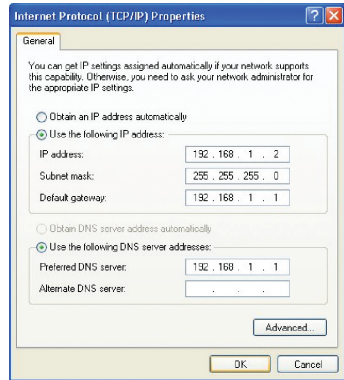 Internet Protocol (TCP/IP) Properties
General
You can get IP settings assigned automatically if your network supports
this capability. Otherwise, you need to ask your network administrator for
the appropriate IP settings.
Obtain an IP address automatically
Use the following IP address:
IP address: 192 . 168 . 1 . 2
Subnet mask: 255 . 255 . 255 . 0
Default gateway: 192 . 168 . 1 . 1
Obtain DNS server address automatically
Use the following DNS server addresses:
Preferred DNS server: 192 . 168 . 1 . 1
Alternate DNS server: . . .
Advanced...
OK Cancel